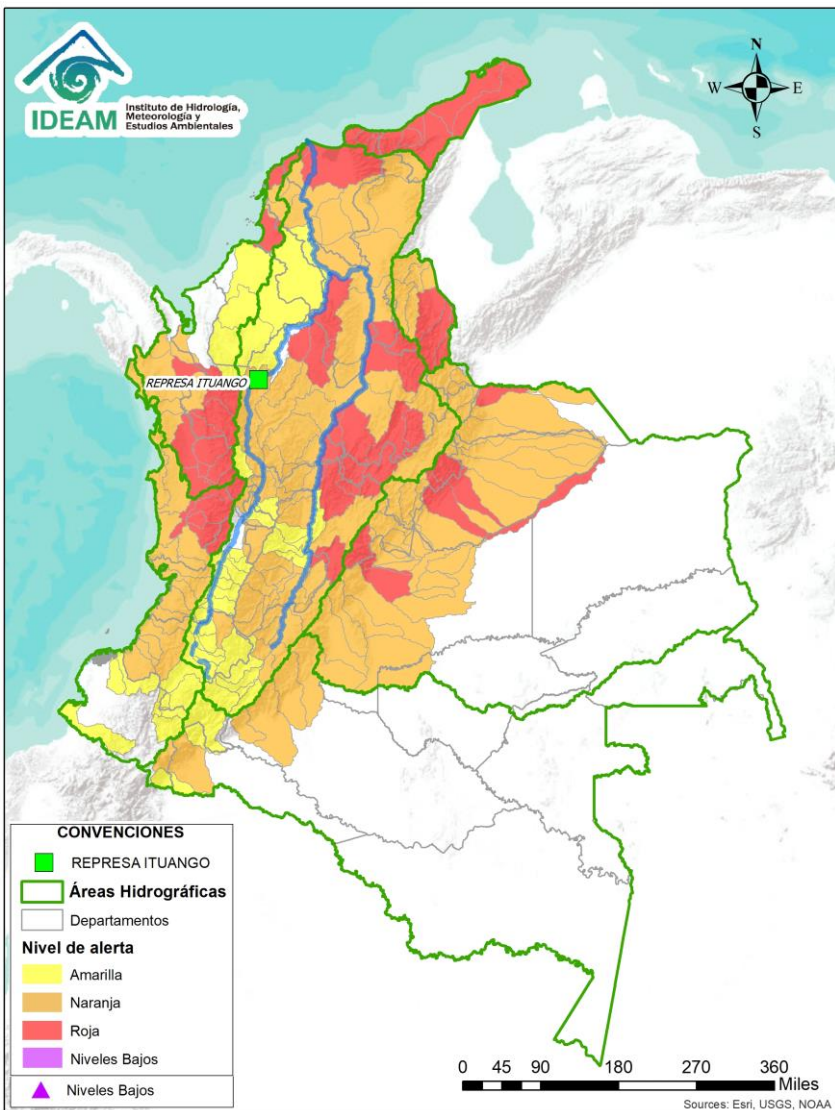 IDEAM
Instituto de Hidrología,
Meteorología y
Estudios Ambientales
N
W
E
S
REPRESA ITUANGO
CONVENCIONES
REPRESA ITUANGO
Áreas Hidrográficas
Departamentos
Nivel de alerta
Amarilla
Naranja
Roja
Niveles Bajos
Niveles Bajos
0 45 90 180 270 360
Miles
Sources: Esri, USGS, NOAA